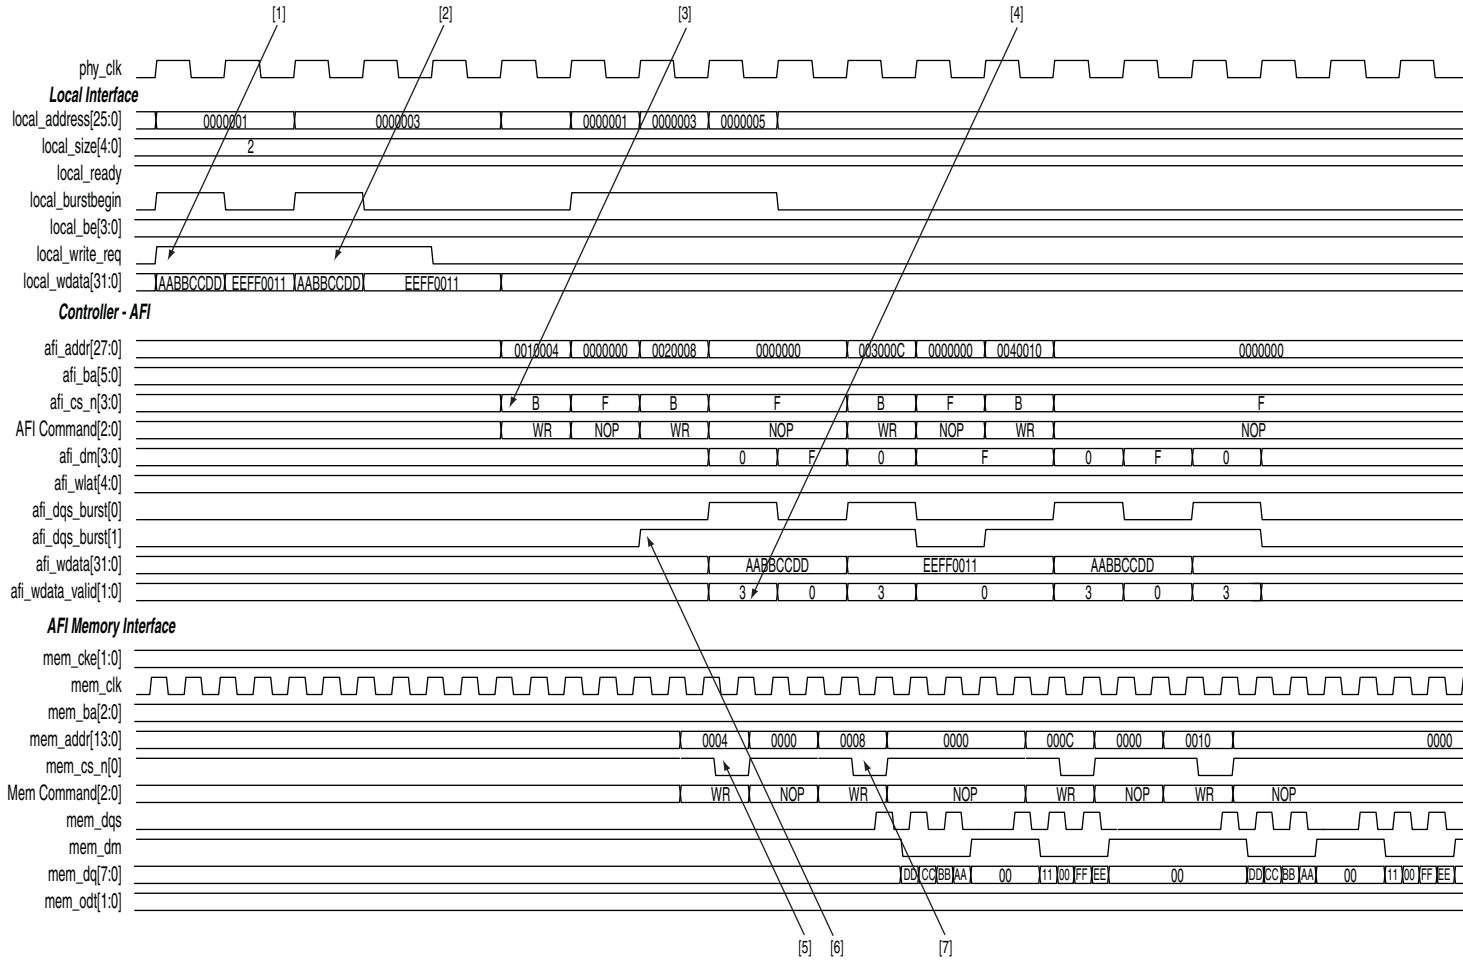 [1] [2] [3] [4]
phy_clk
Local Interface
local_address[25:0] 0000001 0000003 0000001 0000003 0000005
local_size[4:0] 2
local_ready
local_burstbegin
local_be[3:0]
local_write_req
local_wdata[31:0] AABBCCDD EEFF0011 AABBCCDD EEFF0011
Controller - AFI
afi_addr[27:0] 0010004 0000000 0020008 0000000 003000C 0000000 0040010 0000000
afi_ba[5:0]
afi_cs_n[3:0] B F B F B F B F
AFI Command[2:0] WR NOP WR NOP WR NOP WR NOP
afi_dm[3:0] 0 F 0 F 0 F 0
afi_wlat[4:0]
afi_dqs_burst[0]
afi_dqs_burst[1]
afi_wdata[31:0] AABBCCDD EEFF0011 AABBCCDD
afi_wdata_valid[1:0] 3 0 3 0 3 0 3
AFI Memory Interface
mem_cke[1:0]
mem_clk
mem_ba[2:0]
mem_addr[13:0] 0004 0000 0008 0000 000C 0000 0010 0000
mem_cs_n[0]
Mem Command[2:0] WR NOP WR NOP WR NOP WR NOP
mem_dqs
mem_dm
mem_dq[7:0] DD CC BB AA 00 11 00 FF EE 00 DD CC BB AA 00 11 00 FF EE
mem_odt[1:0]
[5] [6] [7]